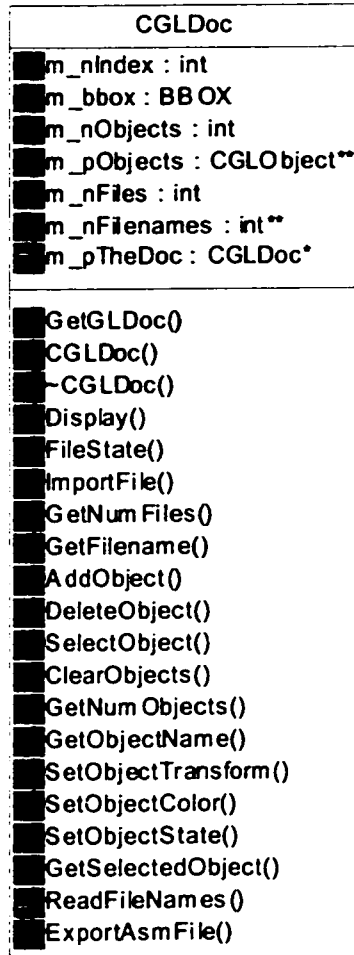 CGLDoc
m_nIndex : int
m_bbox : BBOX
m_nObjects : int
m_pObjects : CGLObject**
m_nFiles : int
m_nFilenames : int**
m_pTheDoc : CGLDoc*
GetGLDoc()
CGLDoc()
~CGLDoc()
Display()
FileState()
ImportFile()
GetNumFiles()
GetFilename()
AddObject()
DeleteObject()
SelectObject()
ClearObjects()
GetNumObjects()
GetObjectName()
SetObjectTransform()
SetObjectColor()
SetObjectState()
GetSelectedObject()
ReadFileNames()
ExportAsmFile()